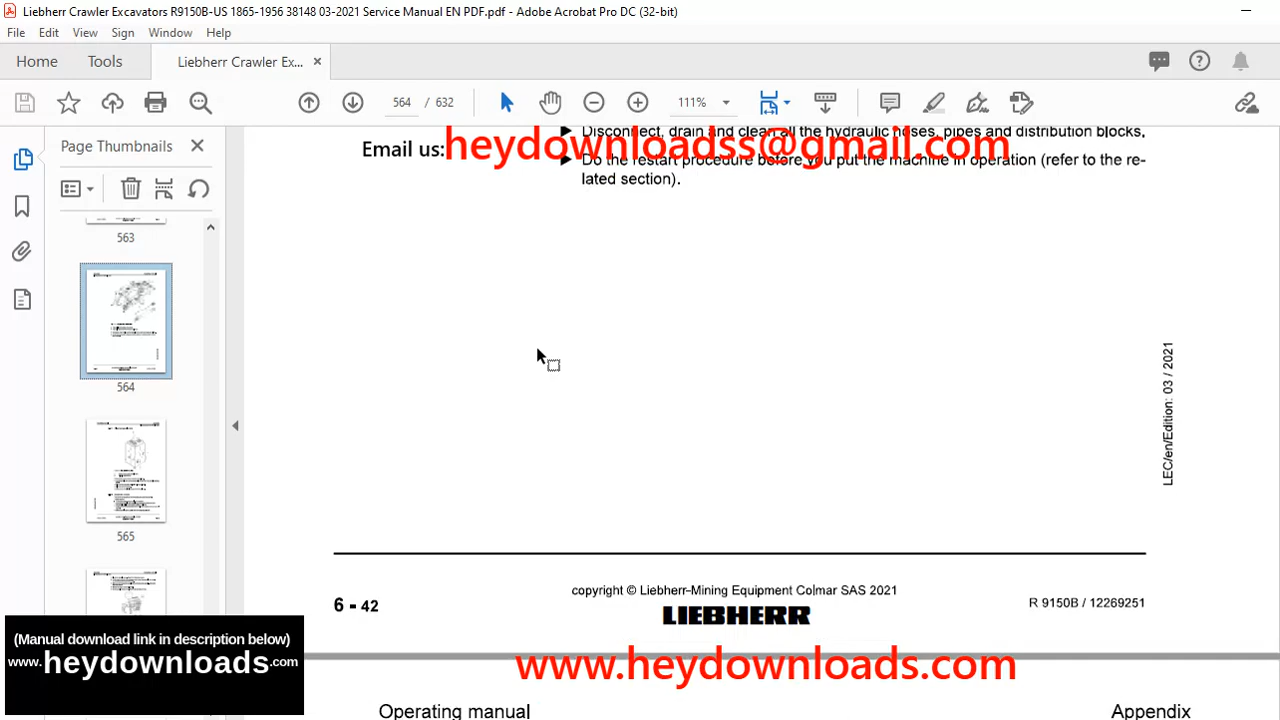 Liebherr Crawler Excavators R9150B-US 1865-1956 38148 03-2021 Service Manual EN PDF.pdf - Adobe Acrobat Pro DC (32-bit)
File Edit View Sign Window Help
Home Tools Liebherr Crawler Ex... ×
564 / 632 111%
Page Thumbnails
563
564
565
Disconnect, drain and clean all the hydraulic hoses, pipes and distribution blocks,
Email us: heydownloadss@gmail.com
Do the restart procedure before you put the machine in operation (refer to the re-
lated section).
LEC/en/Edition: 03 / 2021
copyright © Liebherr-Mining Equipment Colmar SAS 2021
6 - 42
LIEBHERR
R 9150B / 12269251
(Manual download link in description below)
www.heydownloads.com
www.heydownloads.com
Operating manual Appendix